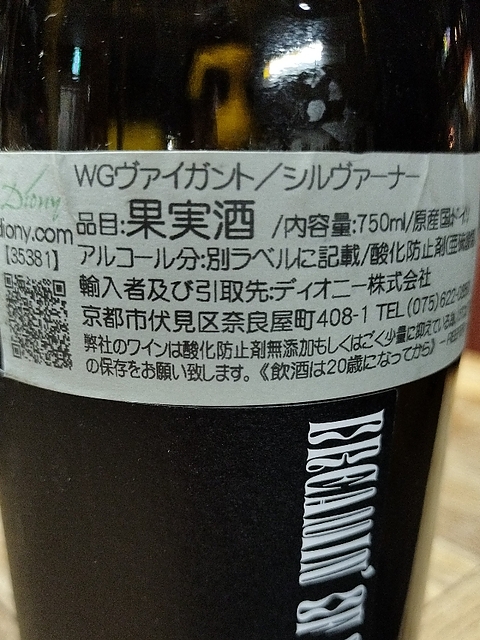 WGヴァイガント／シルヴァーナー
Diony
品目:果実酒 /内容量:750ml/原産国:ドイツ
diony.com
アルコール分:別ラベルに記載/酸化防止剤(亜硫酸
【35381】
輸入者及び引取先:ディオニー株式会社
京都市伏見区奈良屋町408-1 TEL(075)622-
弊社のワインは酸化防止剤無添加もしくはごく少量に抑えている為
の保存をお願い致します。《飲酒は20歳になってから》